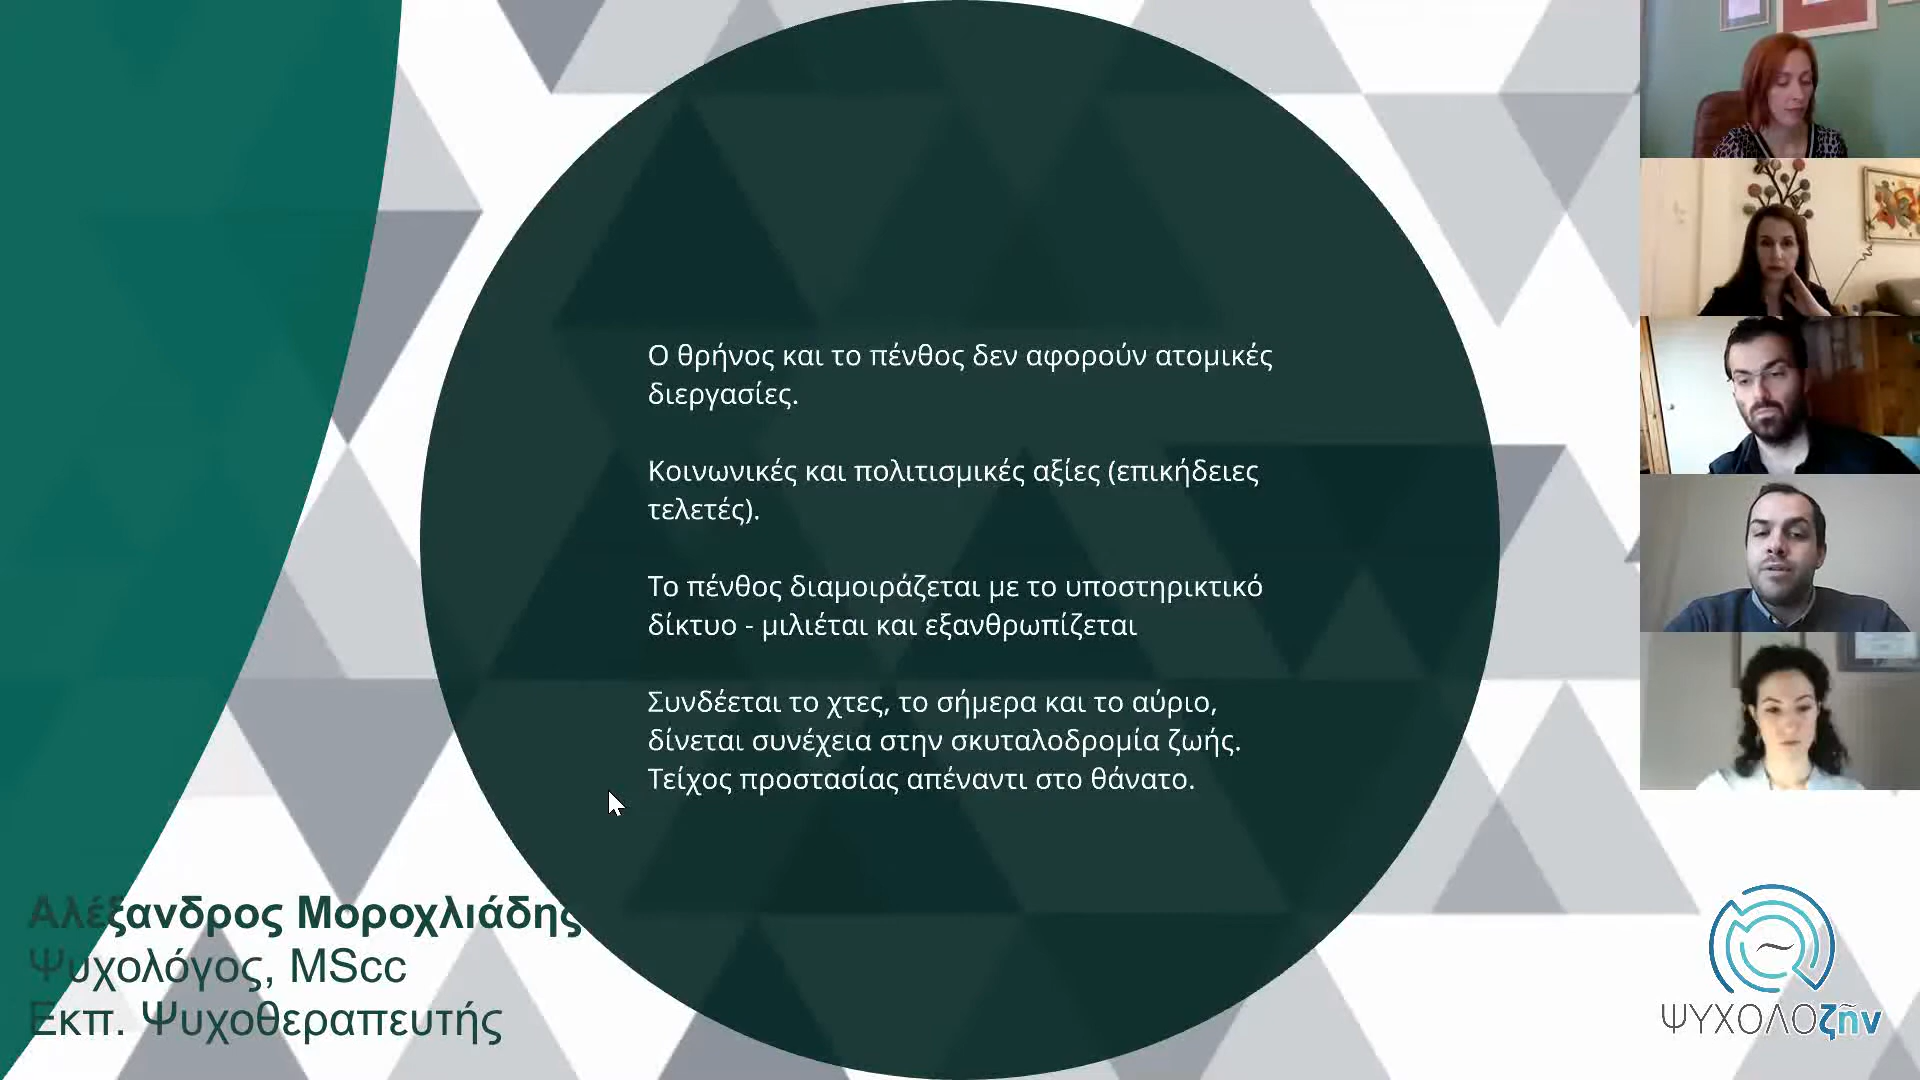 Ο θρήνος και το πένθος δεν αφορούν ατομικές
διεργασίες.
Κοινωνικές και πολιτισμικές αξίες (επικήδειες
τελετές).
Το πένθος διαμοιράζεται με το υποστηρικτικό
δίκτυο - μιλιέται και εξανθρωπίζεται
Συνδέεται το χτες, το σήμερα και το αύριο,
δίνεται συνέχεια στην σκυταλοδρομία ζωής.
Τείχος προστασίας απέναντι στο θάνατο.
Αλέξανδρος Μοροχλιάδης
Ψυχολόγος, MScc
Εκπ. Ψυχοθεραπευτής
ΨΥΧΟΛΟζῆν